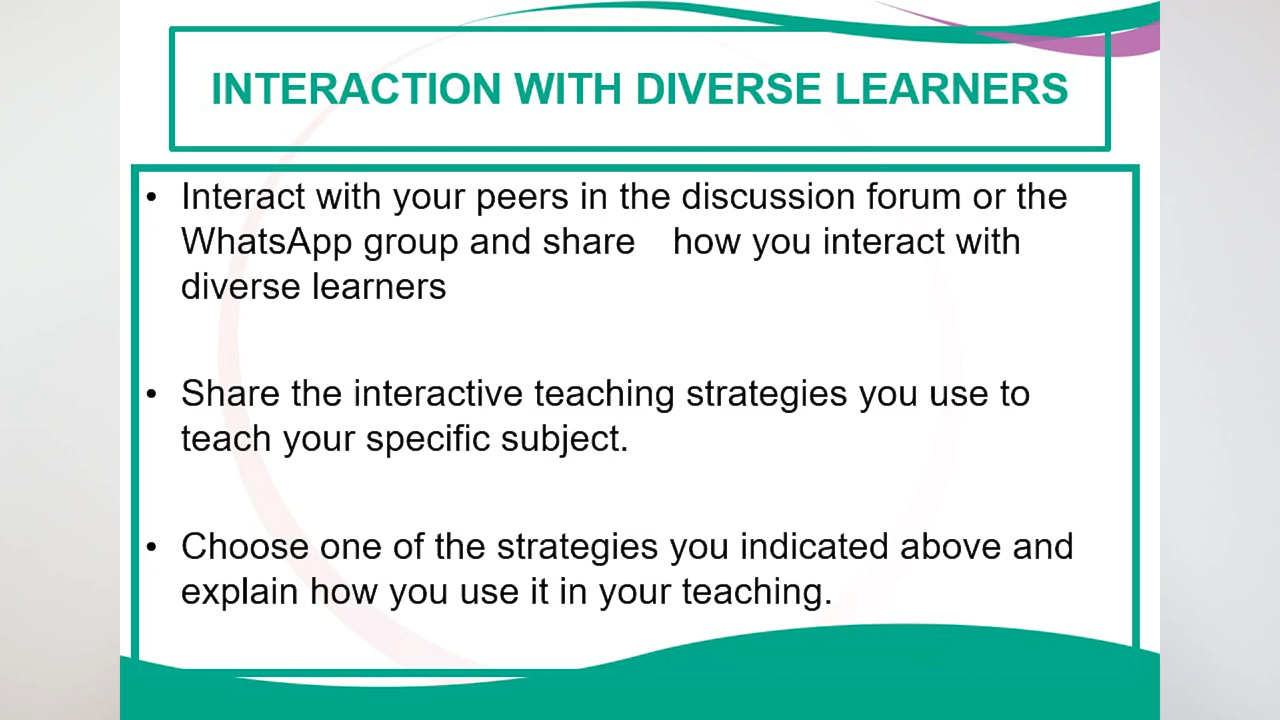 INTERACTION WITH DIVERSE LEARNERS
• Interact with your peers in the discussion forum or the
WhatsApp group and share how you interact with
diverse learners
• Share the interactive teaching strategies you use to
teach your specific subject.
• Choose one of the strategies you indicated above and
explain how you use it in your teaching.